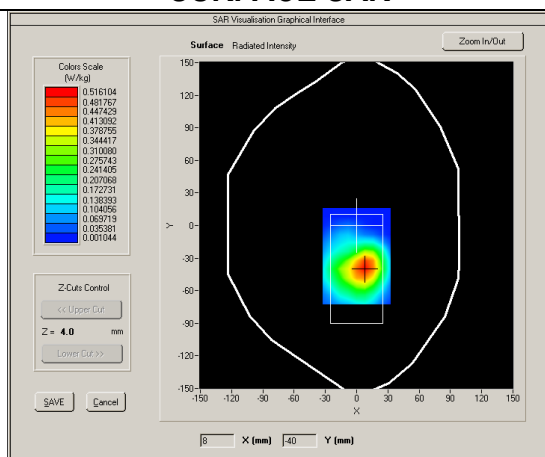 SAR Visualisation Graphical Interface
Surface Radiated Intensity
Zoom In/Out
Colors Scale
(W/kg)
0.516104
0.481767
0.447429
0.413092
0.378755
0.344417
0.310080
0.275743
0.241405
0.207068
0.172731
0.138393
0.104056
0.069719
0.035381
0.001044
Z-Cuts Control
<< Upper Cut
Z = 4.0 mm
Lower Cut >>
SAVE Cancel
150-
120-
90-
60-
30-
0-
-30-
-60-
-90-
-120-
-150-
Y
-150 -120 -90 -60 -30 0 30 60 90 120 150
X
8 X (mm) -40 Y (mm)